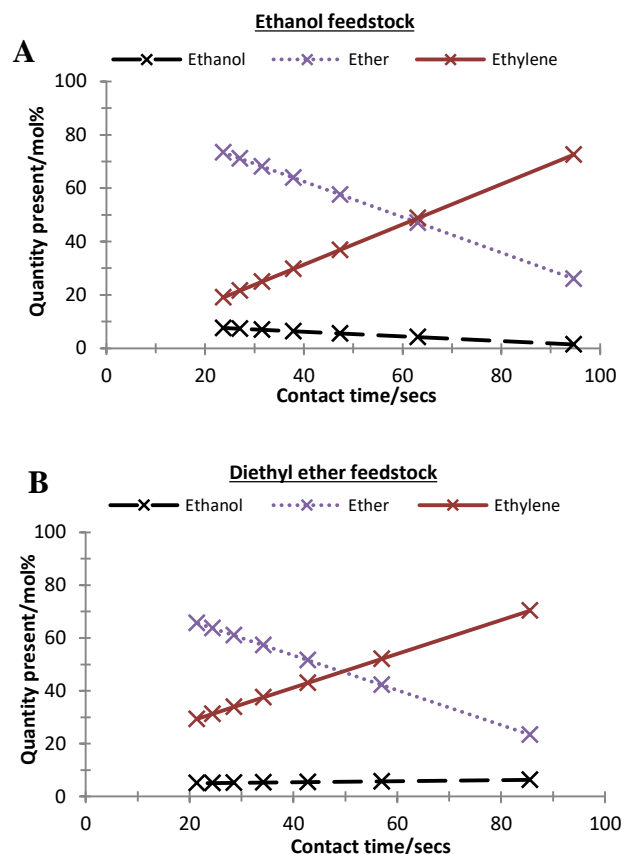 Ethanol feedstock
A
Ethanol Ether Ethylene
100
80
60
40
20
0
Quantity present/mol%
0 20 40 60 80 100
Contact time/secs
Diethyl ether feedstock
B
Ethanol Ether Ethylene
100
80
60
40
20
0
Quantity present/mol%
0 20 40 60 80 100
Contact time/secs